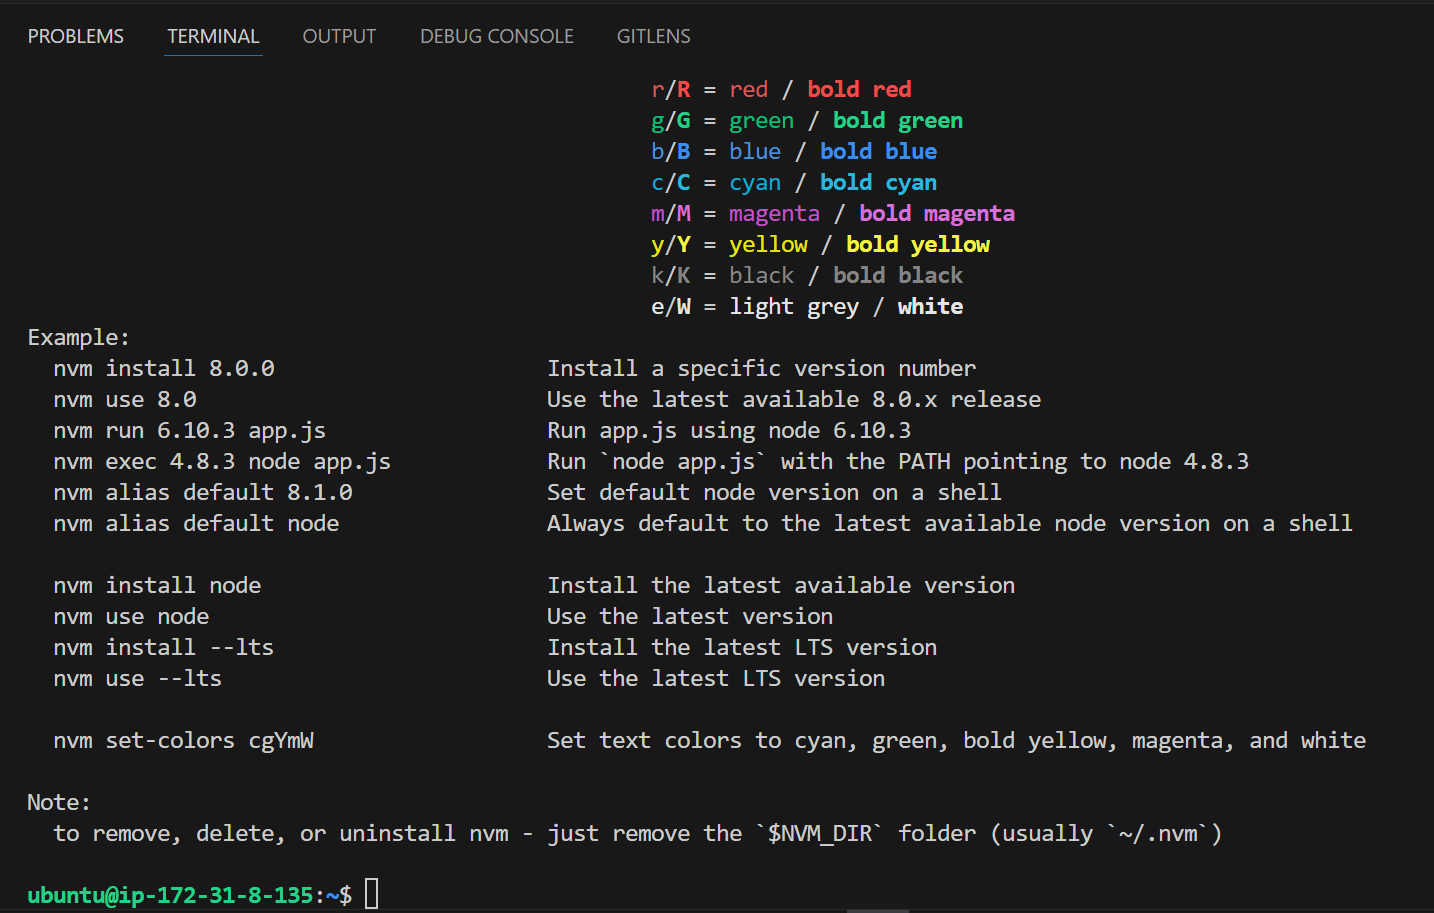 PROBLEMS TERMINAL OUTPUT DEBUG CONSOLE GITLENS
r/R = red / bold red
g/G = green / bold green
b/B = blue / bold blue
c/C = cyan / bold cyan
m/M = magenta / bold magenta
y/Y = yellow / bold yellow
k/K = black / bold black
e/W = light grey / white
Example:
nvm install 8.0.0 Install a specific version number
nvm use 8.0 Use the latest available 8.0.x release
nvm run 6.10.3 app.js Run app.js using node 6.10.3
nvm exec 4.8.3 node app.js Run `node app.js` with the PATH pointing to node 4.8.3
nvm alias default 8.1.0 Set default node version on a shell
nvm alias default node Always default to the latest available node version on a shell
nvm install node Install the latest available version
nvm use node Use the latest version
nvm install --lts Install the latest LTS version
nvm use --lts Use the latest LTS version
nvm set-colors cgYmW Set text colors to cyan, green, bold yellow, magenta, and white
Note:
to remove, delete, or uninstall nvm - just remove the `$NVM_DIR` folder (usually `~/.nvm`)
ubuntu@ip-172-31-8-135:~$